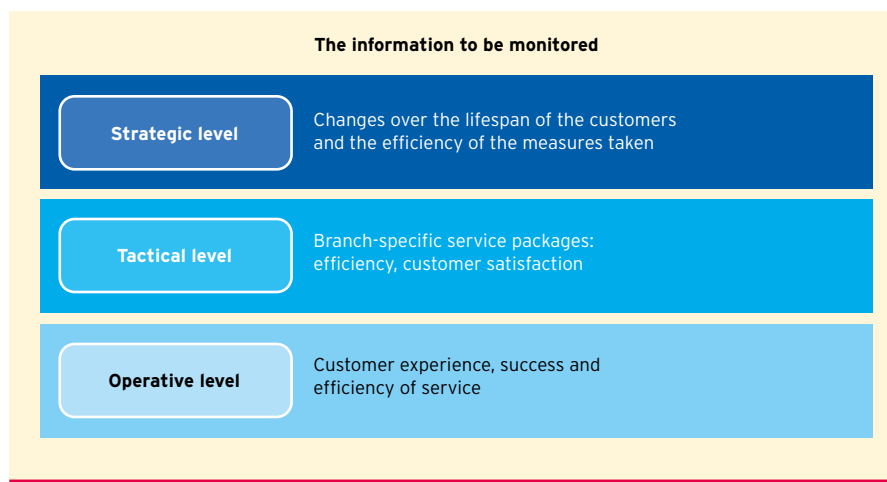 The information to be monitored
Strategic level
Changes over the lifespan of the customers
and the efficiency of the measures taken
Tactical level
Branch-specific service packages:
efficiency, customer satisfaction
Operative level
Customer experience, success and
efficiency of service